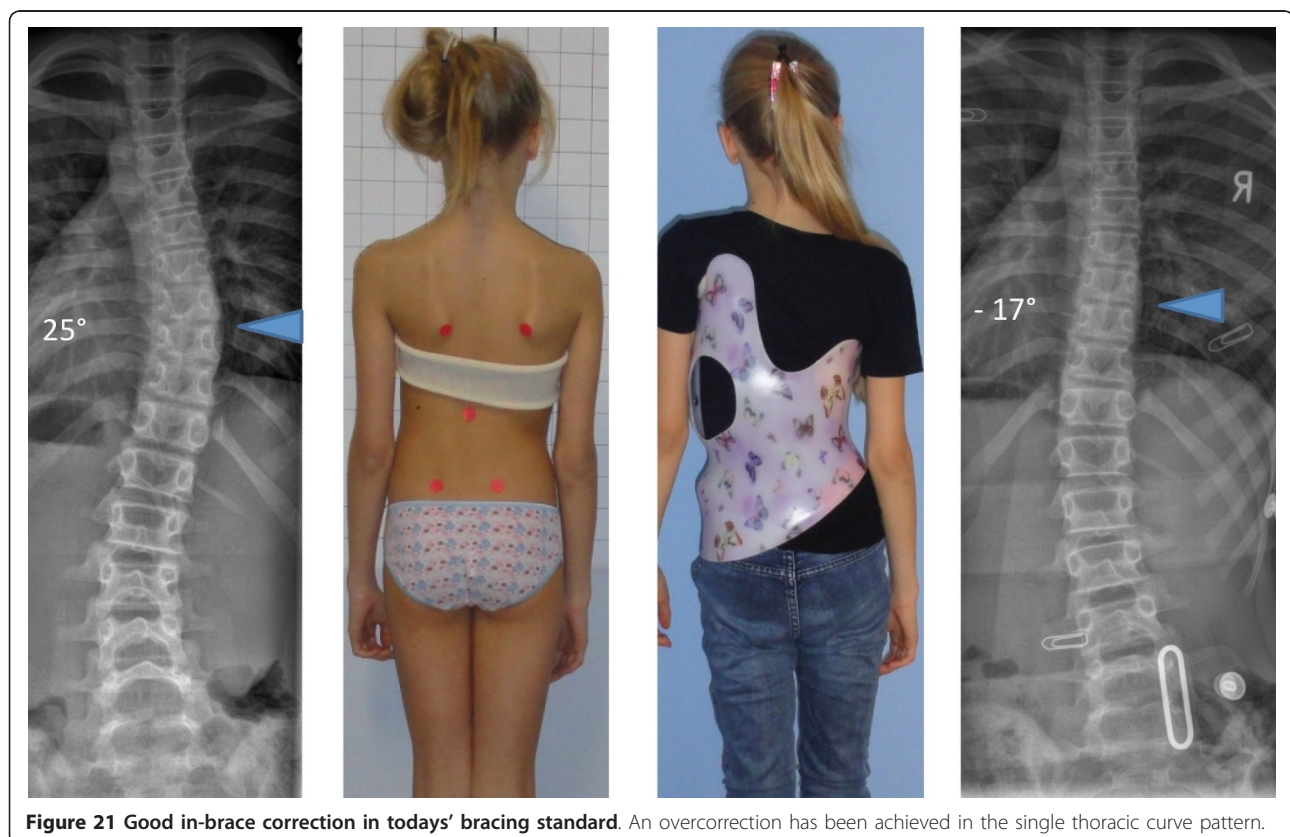 25°
- 17°
R
Figure 21 Good in-brace correction in todays' bracing standard. An overcorrection has been achieved in the single thoracic curve pattern.